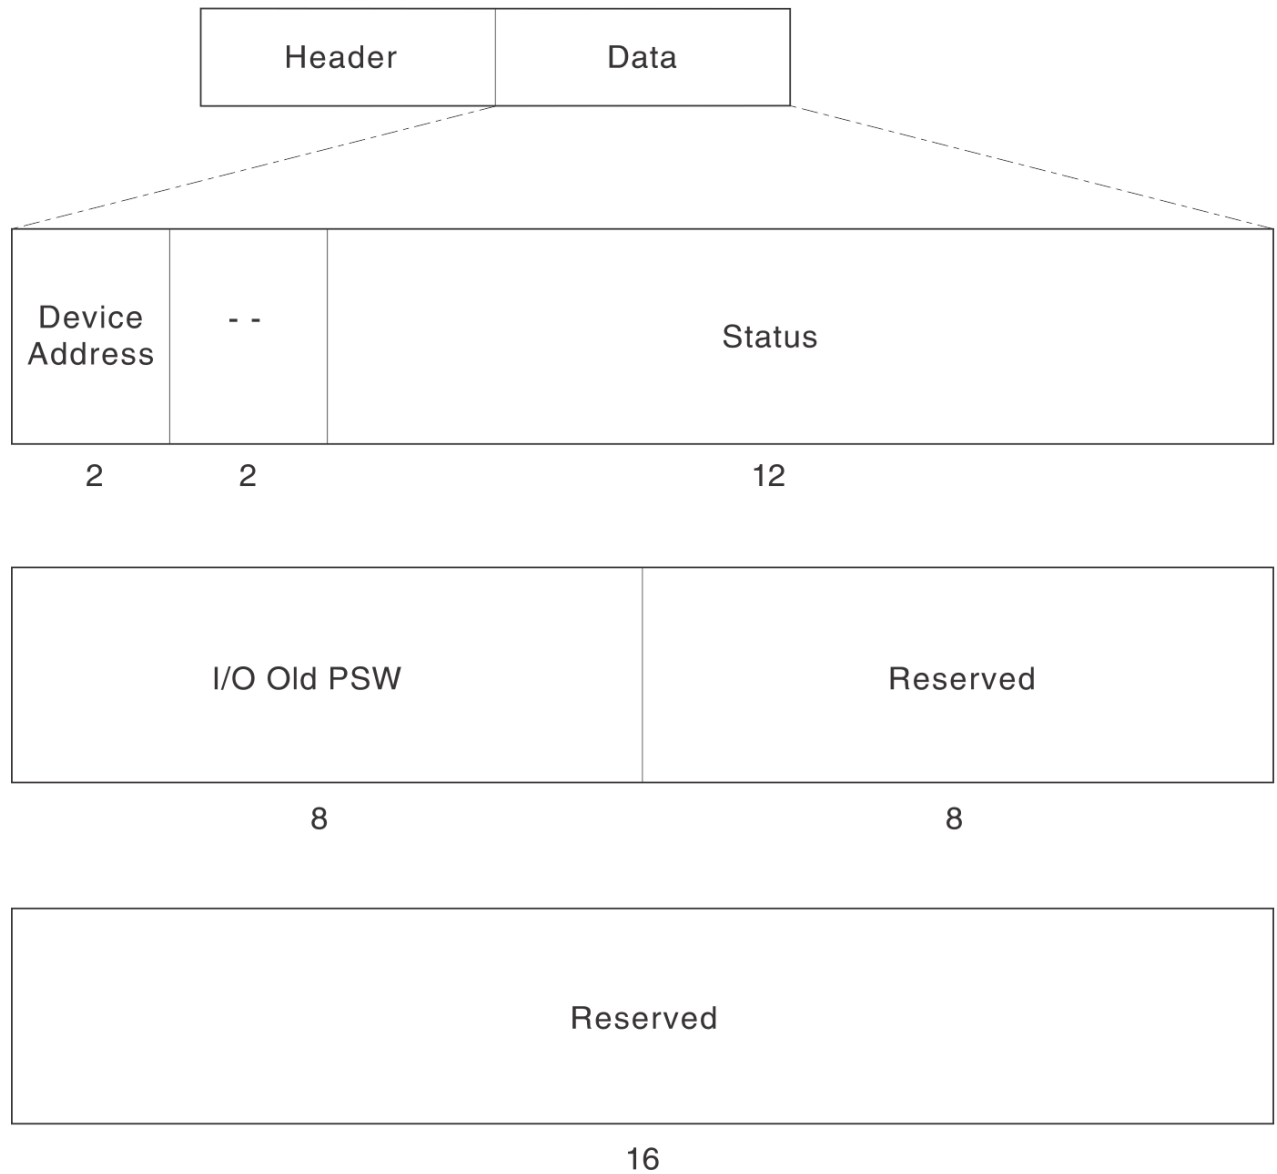 Header Data
Device
Address
- -
Status
2 2 12
I/O Old PSW Reserved
8 8
Reserved
16